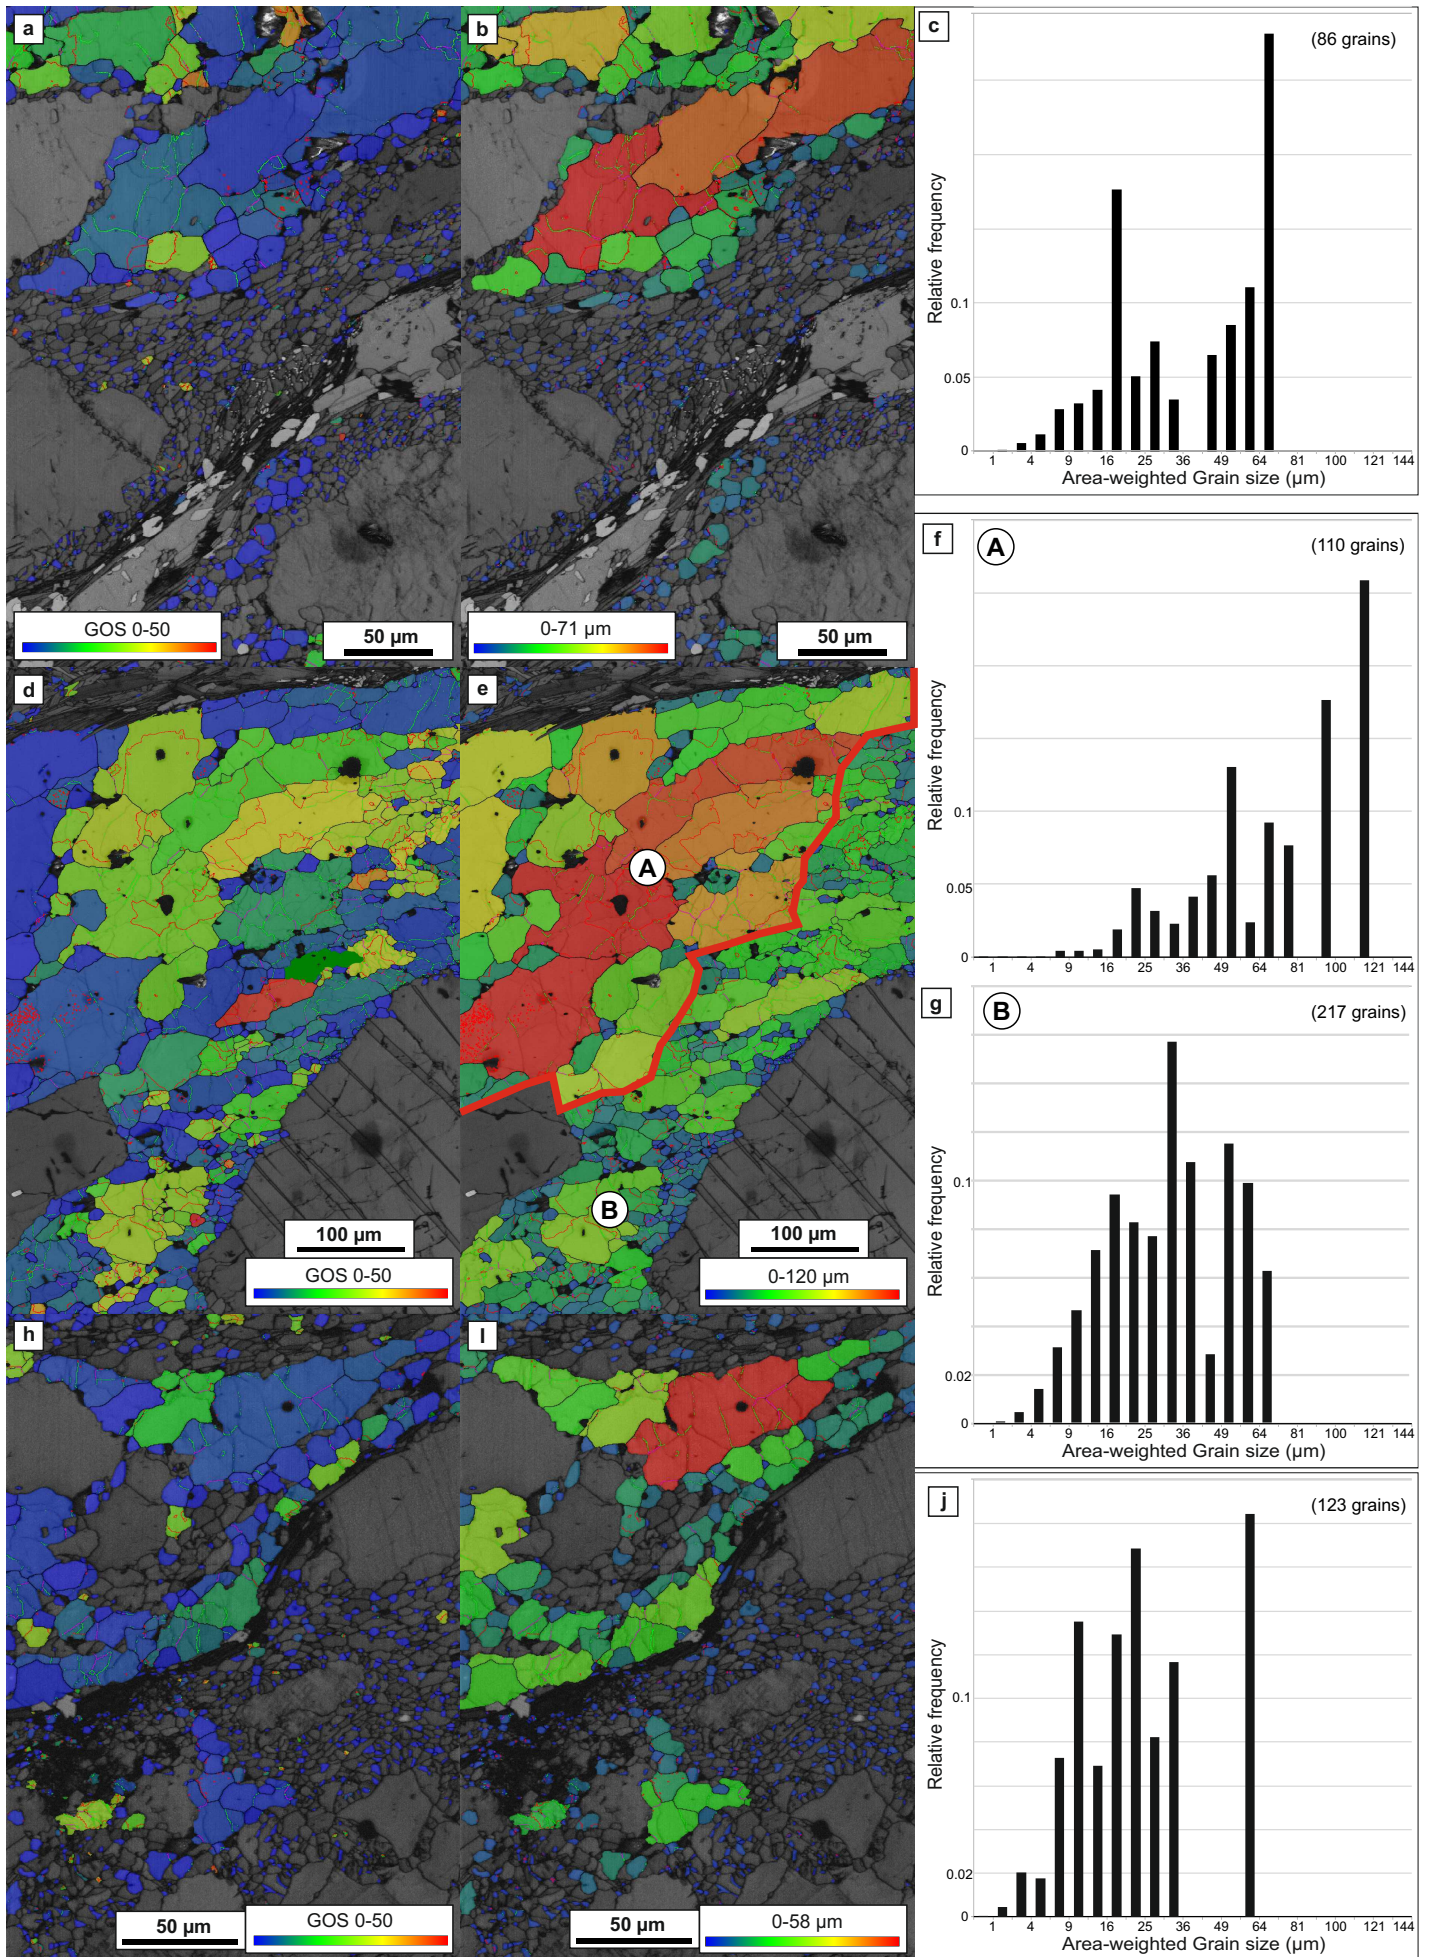 a
b
GOS 0-50
50 µm
0-71 µm
50 µm
c
(86 grains)
Relative frequency
0.1
0.05
0
1 4 9 16 25 36 49 64 81 100 121 144
Area-weighted Grain size (µm)
d
e
A
B
100 µm
GOS 0-50
100 µm
0-120 µm
f
A
(110 grains)
Relative frequency
0.1
0.05
0
1 4 9 16 25 36 49 64 81 100 121 144
g
B
(217 grains)
Relative frequency
0.1
0.02
0
1 4 9 16 25 36 49 64 81 100 121 144
Area-weighted Grain size (µm)
h
I
50 µm
GOS 0-50
50 µm
0-58 µm
j
(123 grains)
Relative frequency
0.1
0.02
0
1 4 9 16 25 36 49 64 81 100 121 144
Area-weighted Grain size (µm)